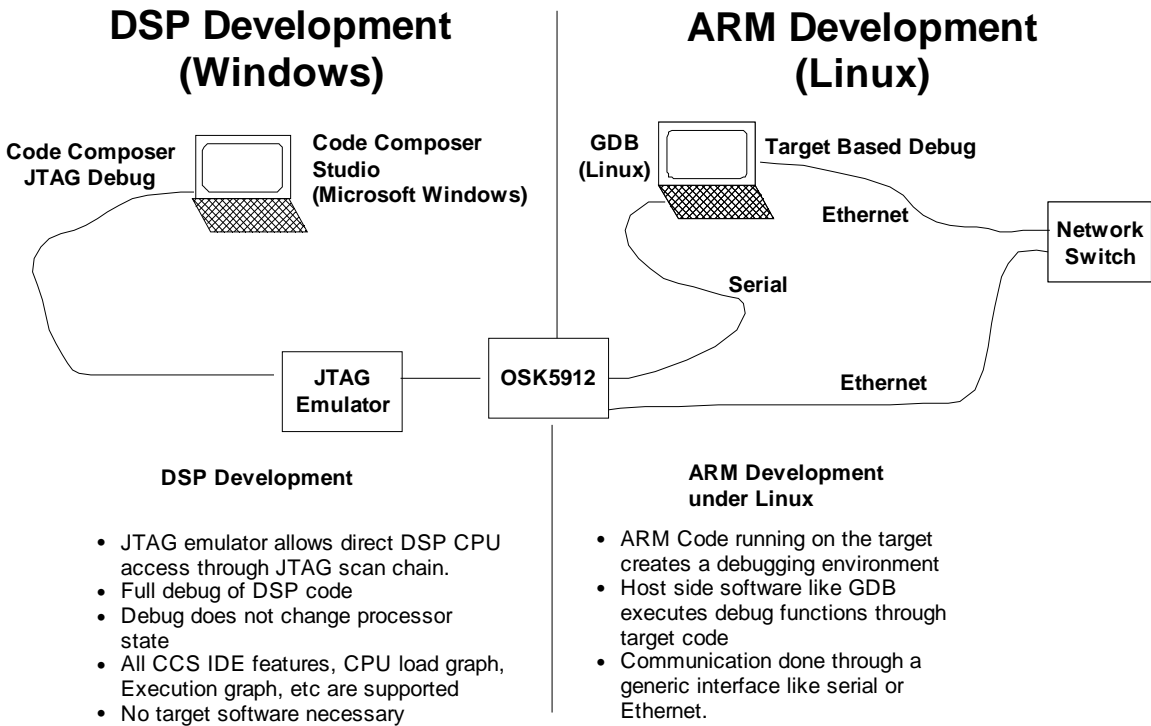 DSP Development
(Windows)
Code Composer
JTAG Debug
Code Composer
Studio
(Microsoft Windows)
JTAG
Emulator
OSK5912
DSP Development
• JTAG emulator allows direct DSP CPU
access through JTAG scan chain.
• Full debug of DSP code
• Debug does not change processor
state
• All CCS IDE features, CPU load graph,
Execution graph, etc are supported
• No target software necessary
ARM Development
(Linux)
GDB
(Linux)
Target Based Debug
Ethernet
Network
Switch
Serial
Ethernet
ARM Development
under Linux
• ARM Code running on the target
creates a debugging environment
• Host side software like GDB
executes debug functions through
target code
• Communication done through a
generic interface like serial or
Ethernet.